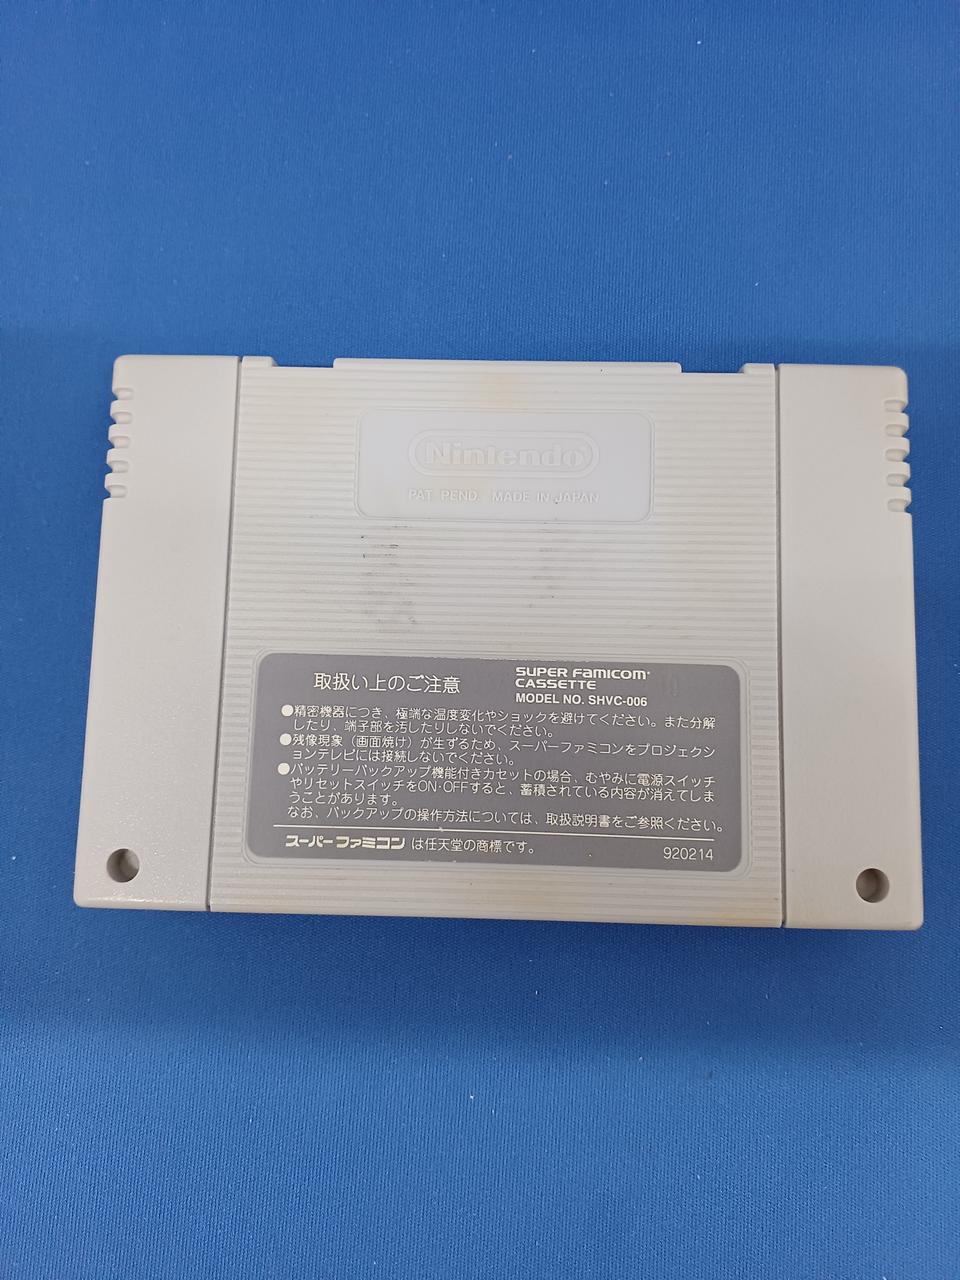 Nintendo
PAT. PEND. MADE IN JAPAN
取扱い上のご注意
SUPER FAMICOM
CASSETTE
MODEL NO. SHVC-006
●精密機器につき、極端な温度変化やショックを避けてください。また分解
したり、端子部を汚したりしないでください。
●残像現象（画面焼け）が生ずるため、スーパーファミコンをプロジェクシ
ョンテレビには接続しないでください。
●バッテリーバックアップ機能付きカセットの場合、むやみに電源スイッチ
やリセットスイッチをON・OFFすると、蓄積されている内容が消えてしま
うことがあります。
なお、バックアップの操作方法については、取扱説明書をご参照ください。
スーパーファミコン は任天堂の商標です。
920214